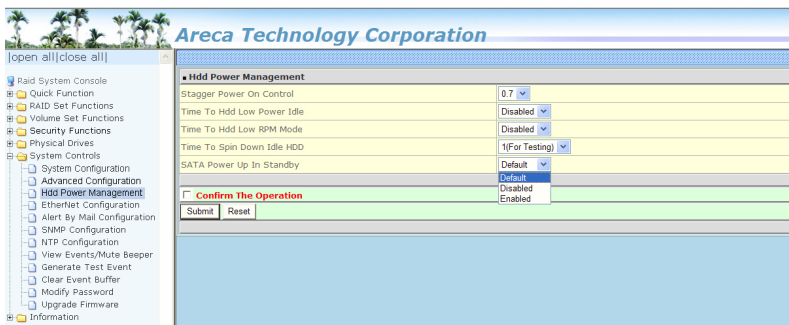 Areca Technology Corporation
|open all|close all|
Raid System Console
Quick Function
RAID Set Functions
Volume Set Functions
Security Functions
Physical Drives
System Controls
System Configuration
Advanced Configuration
Hdd Power Management
EtherNet Configuration
Alert By Mail Configuration
SNMP Configuration
NTP Configuration
View Events/Mute Beeper
Generate Test Event
Clear Event Buffer
Modify Password
Upgrade Firmware
Information
Hdd Power Management
Stagger Power On Control 0.7
Time To Hdd Low Power Idle Disabled
Time To Hdd Low RPM Mode Disabled
Time To Spin Down Idle HDD 1(For Testing)
SATA Power Up In Standby Default
Default
Disabled
Enabled
Confirm The Operation
Submit Reset